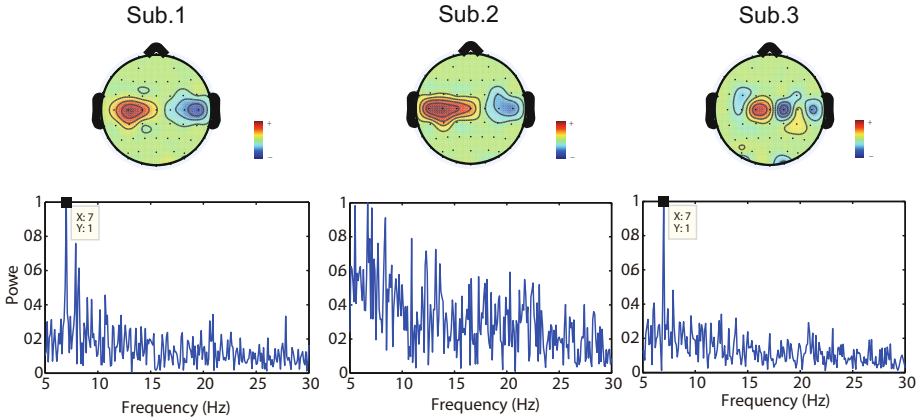 Sub.1 Sub.2 Sub.3
+ + +
– – –
Powe
1 1 1
08 08 08
06 06 06
04 04 04
02 02 02
0 0 0
X: 7
Y: 1
X: 7
Y: 1
5 10 15 20 25 30 5 10 15 20 25 30 5 10 15 20 25 30
Frequency (Hz) Frequency (Hz) Frequency (Hz)